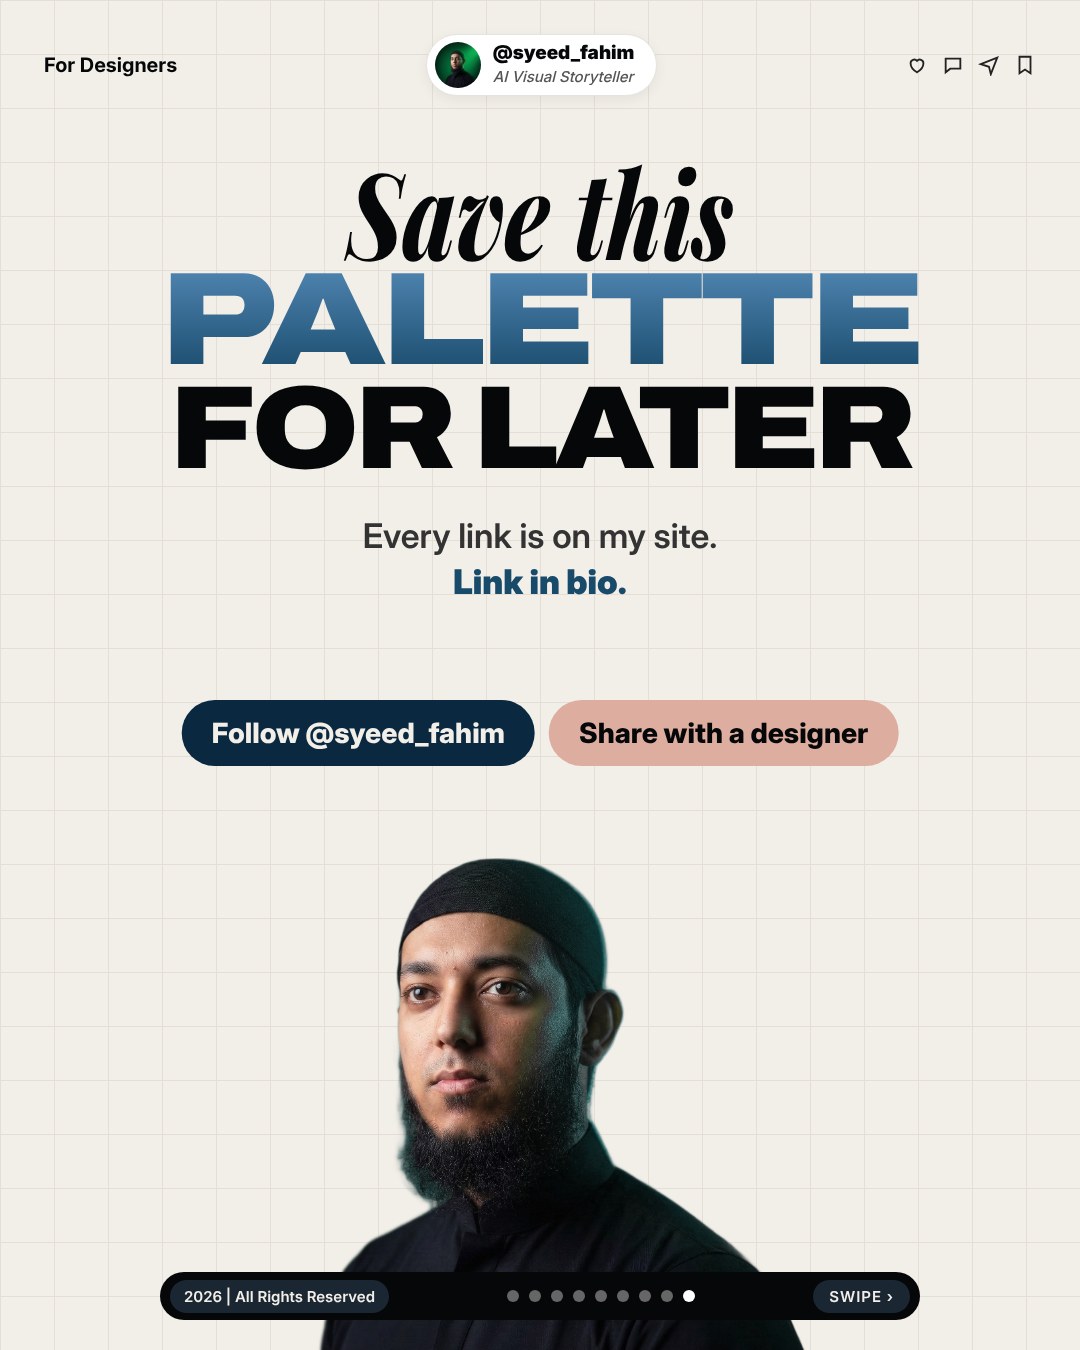 For Designers
@syeed_fahim
AI Visual Storyteller
Save this
PALETTE
FOR LATER
Every link is on my site.
Link in bio.
Follow @syeed_fahim
Share with a designer
2026 | All Rights Reserved
SWIPE ›